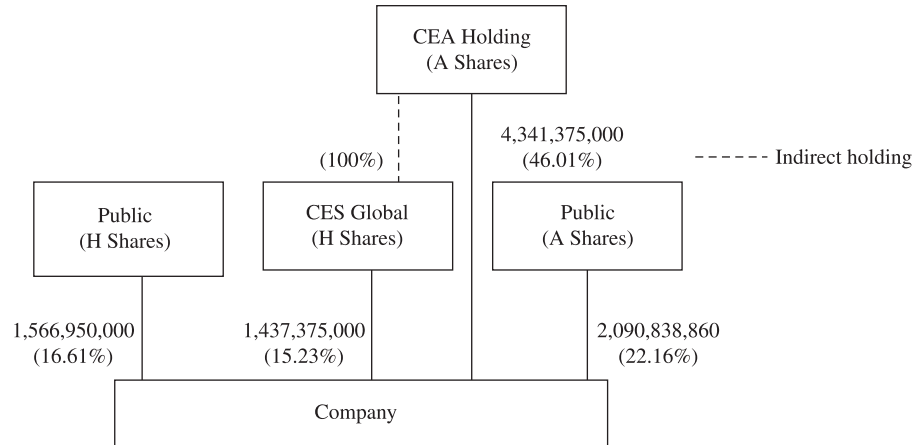 CEA Holding
(A Shares)
4,341,375,000
(46.01%)
(100%)
Indirect holding
Public
(H Shares)
CES Global
(H Shares)
Public
(A Shares)
1,566,950,000
(16.61%)
1,437,375,000
(15.23%)
2,090,838,860
(22.16%)
Company